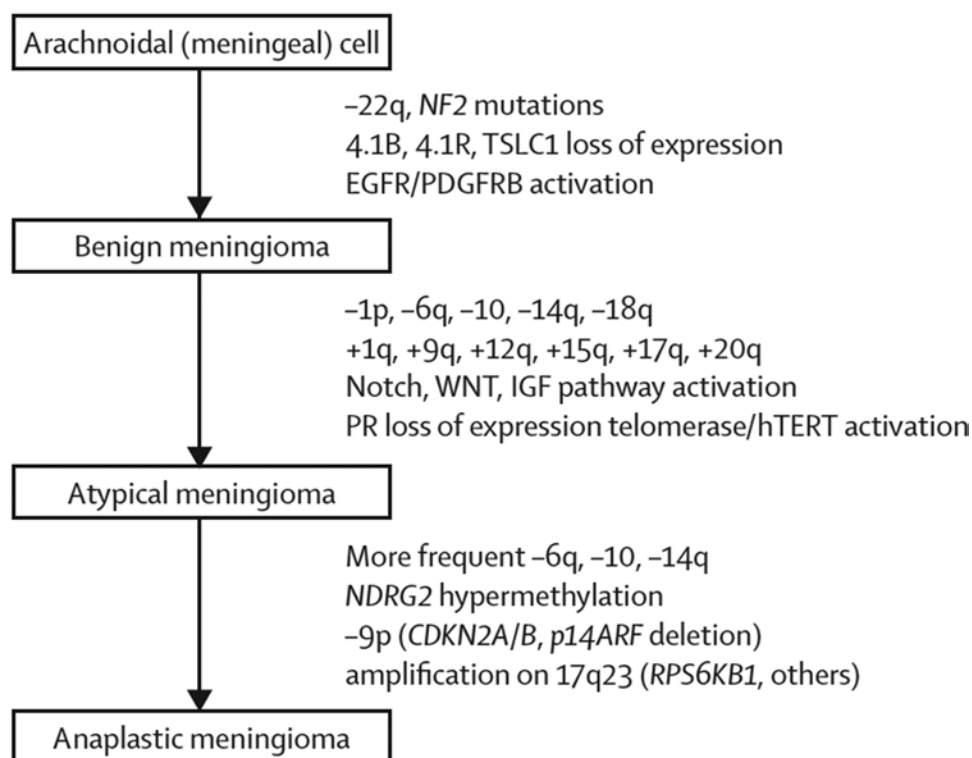 Arachnoidal (meningeal) cell
–22q, NF2 mutations
4.1B, 4.1R, TSLC1 loss of expression
EGFR/PDGFRB activation
Benign meningioma
–1p, –6q, –10, –14q, –18q
+1q, +9q, +12q, +15q, +17q, +20q
Notch, WNT, IGF pathway activation
PR loss of expression telomerase/hTERT activation
Atypical meningioma
More frequent –6q, –10, –14q
NDRG2 hypermethylation
–9p (CDKN2A/B, p14ARF deletion)
amplification on 17q23 (RPS6KB1, others)
Anaplastic meningioma